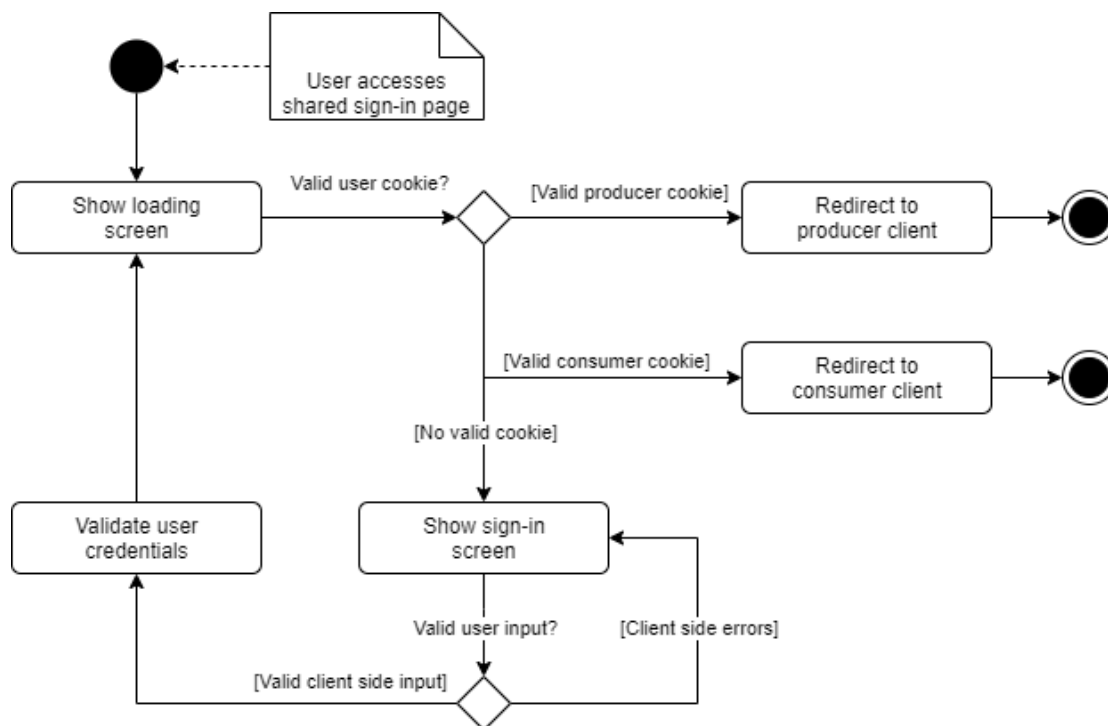 User accesses
shared sign-in page
Valid user cookie?
[Valid producer cookie]
Show loading
screen
Redirect to
producer client
[Valid consumer cookie]
Redirect to
consumer client
[No valid cookie]
Validate user
credentials
Show sign-in
screen
Valid user input?
[Client side errors]
[Valid client side input]